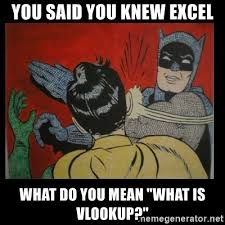 YOU SAID YOU KNEW EXCEL
WHAT DO YOU MEAN "WHAT IS
VLOOKUP?"
memegenerator.net